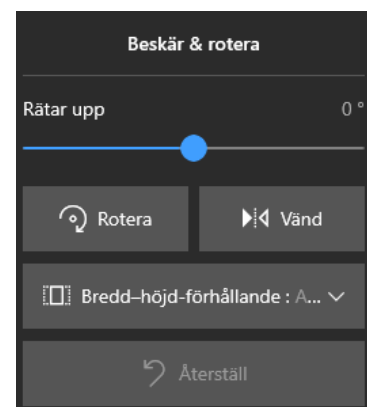 Beskär & rotera
Rätar upp 0 °
Rotera Vänd
Bredd–höjd-förhållande : A...
Återställ